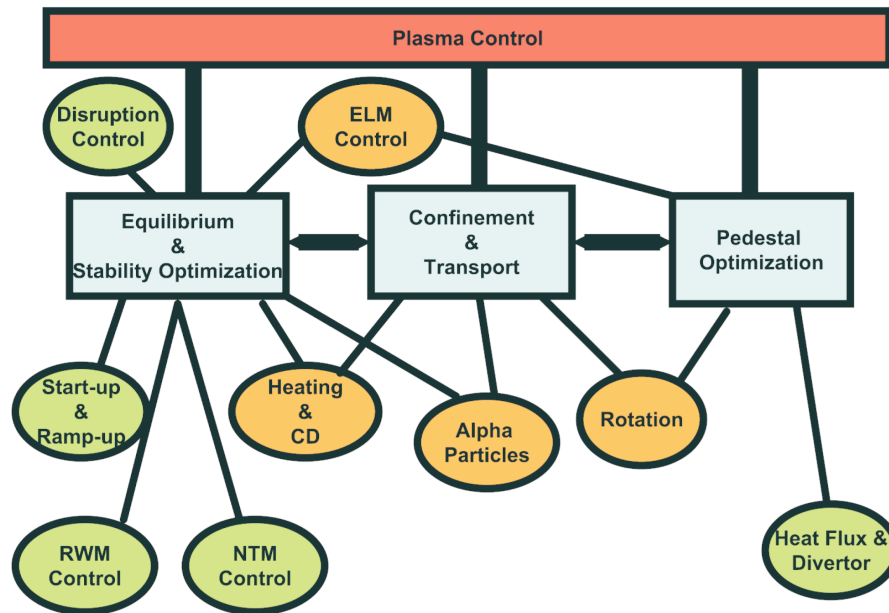 Plasma Control
Disruption
Control
ELM
Control
Equilibrium
&
Stability Optimization
Confinement
&
Transport
Pedestal
Optimization
Start-up
&
Ramp-up
Heating
&
CD
Alpha
Particles
Rotation
RWM
Control
NTM
Control
Heat Flux &
Divertor